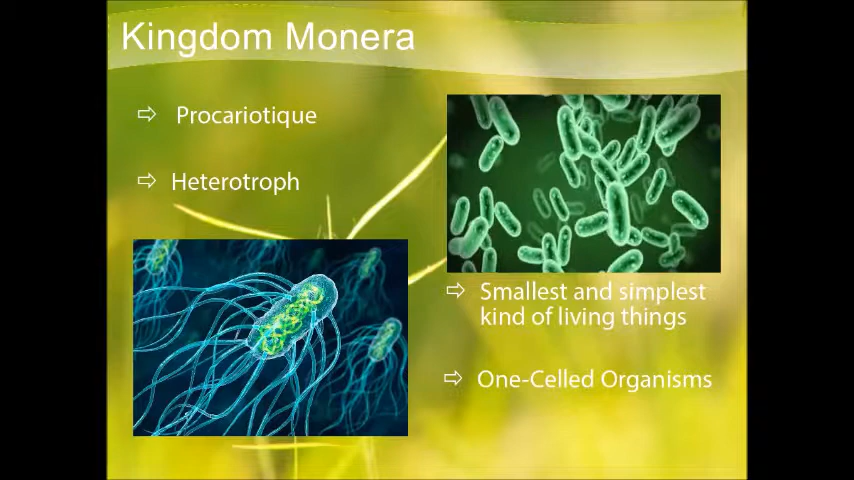 Kingdom Monera
⇨ Procariotique
⇨ Heterotroph
⇨ Smallest and simplest
kind of living things
⇨ One-Celled Organisms